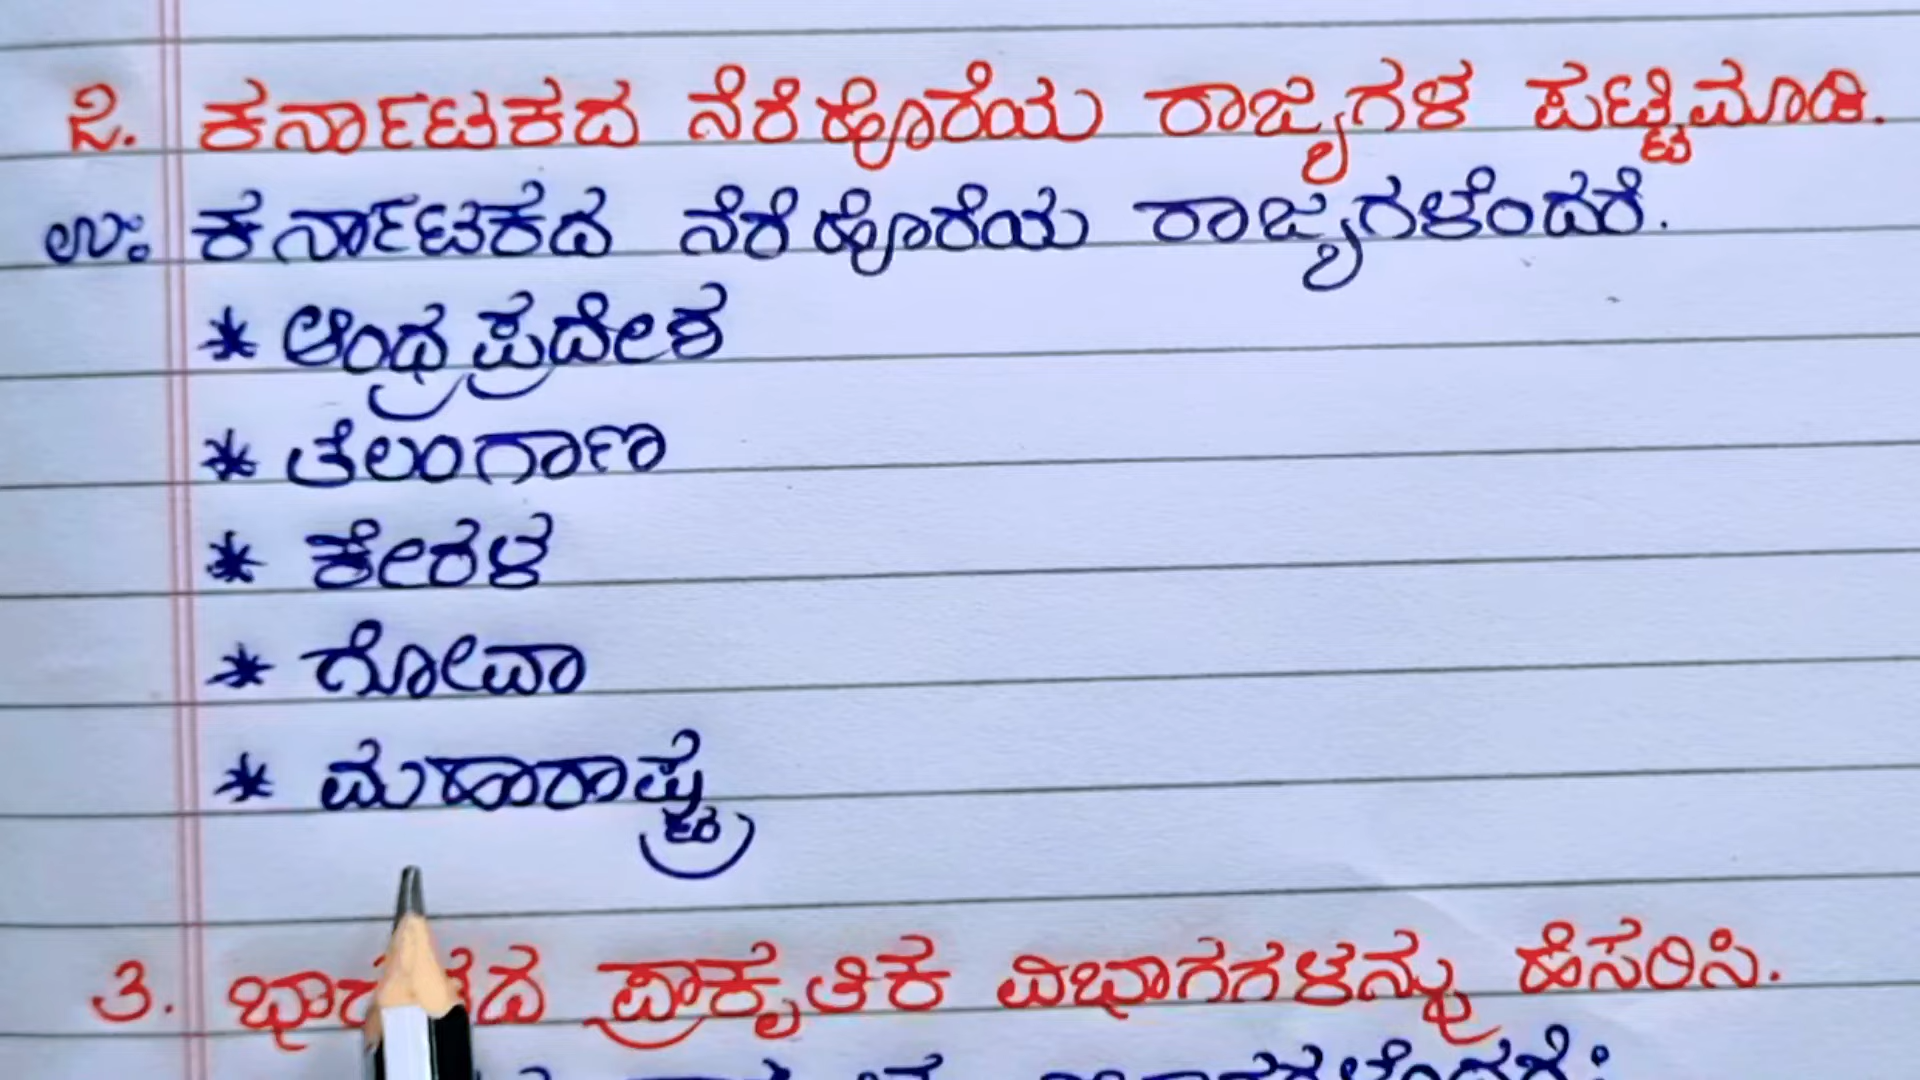 ೨. ಕರ್ನಾಟಕದ ನೆರೆಹೊರೆಯ ರಾಜ್ಯಗಳ ಪಟ್ಟಿಮಾಡಿ.
ಉ: ಕರ್ನಾಟಕದ ನೆರೆಹೊರೆಯ ರಾಜ್ಯಗಳೆಂದರೆ.
* ಆಂಧ್ರಪ್ರದೇಶ
* ತೆಲಂಗಾಣ
* ಕೇರಳ
* ಗೋವಾ
* ಮಹಾರಾಷ್ಟ್ರ
೩. ಪ್ರಾಕೃತಿಕ ವಿಭಾಗಗಳನ್ನು ಹೆಸರಿಸಿ.